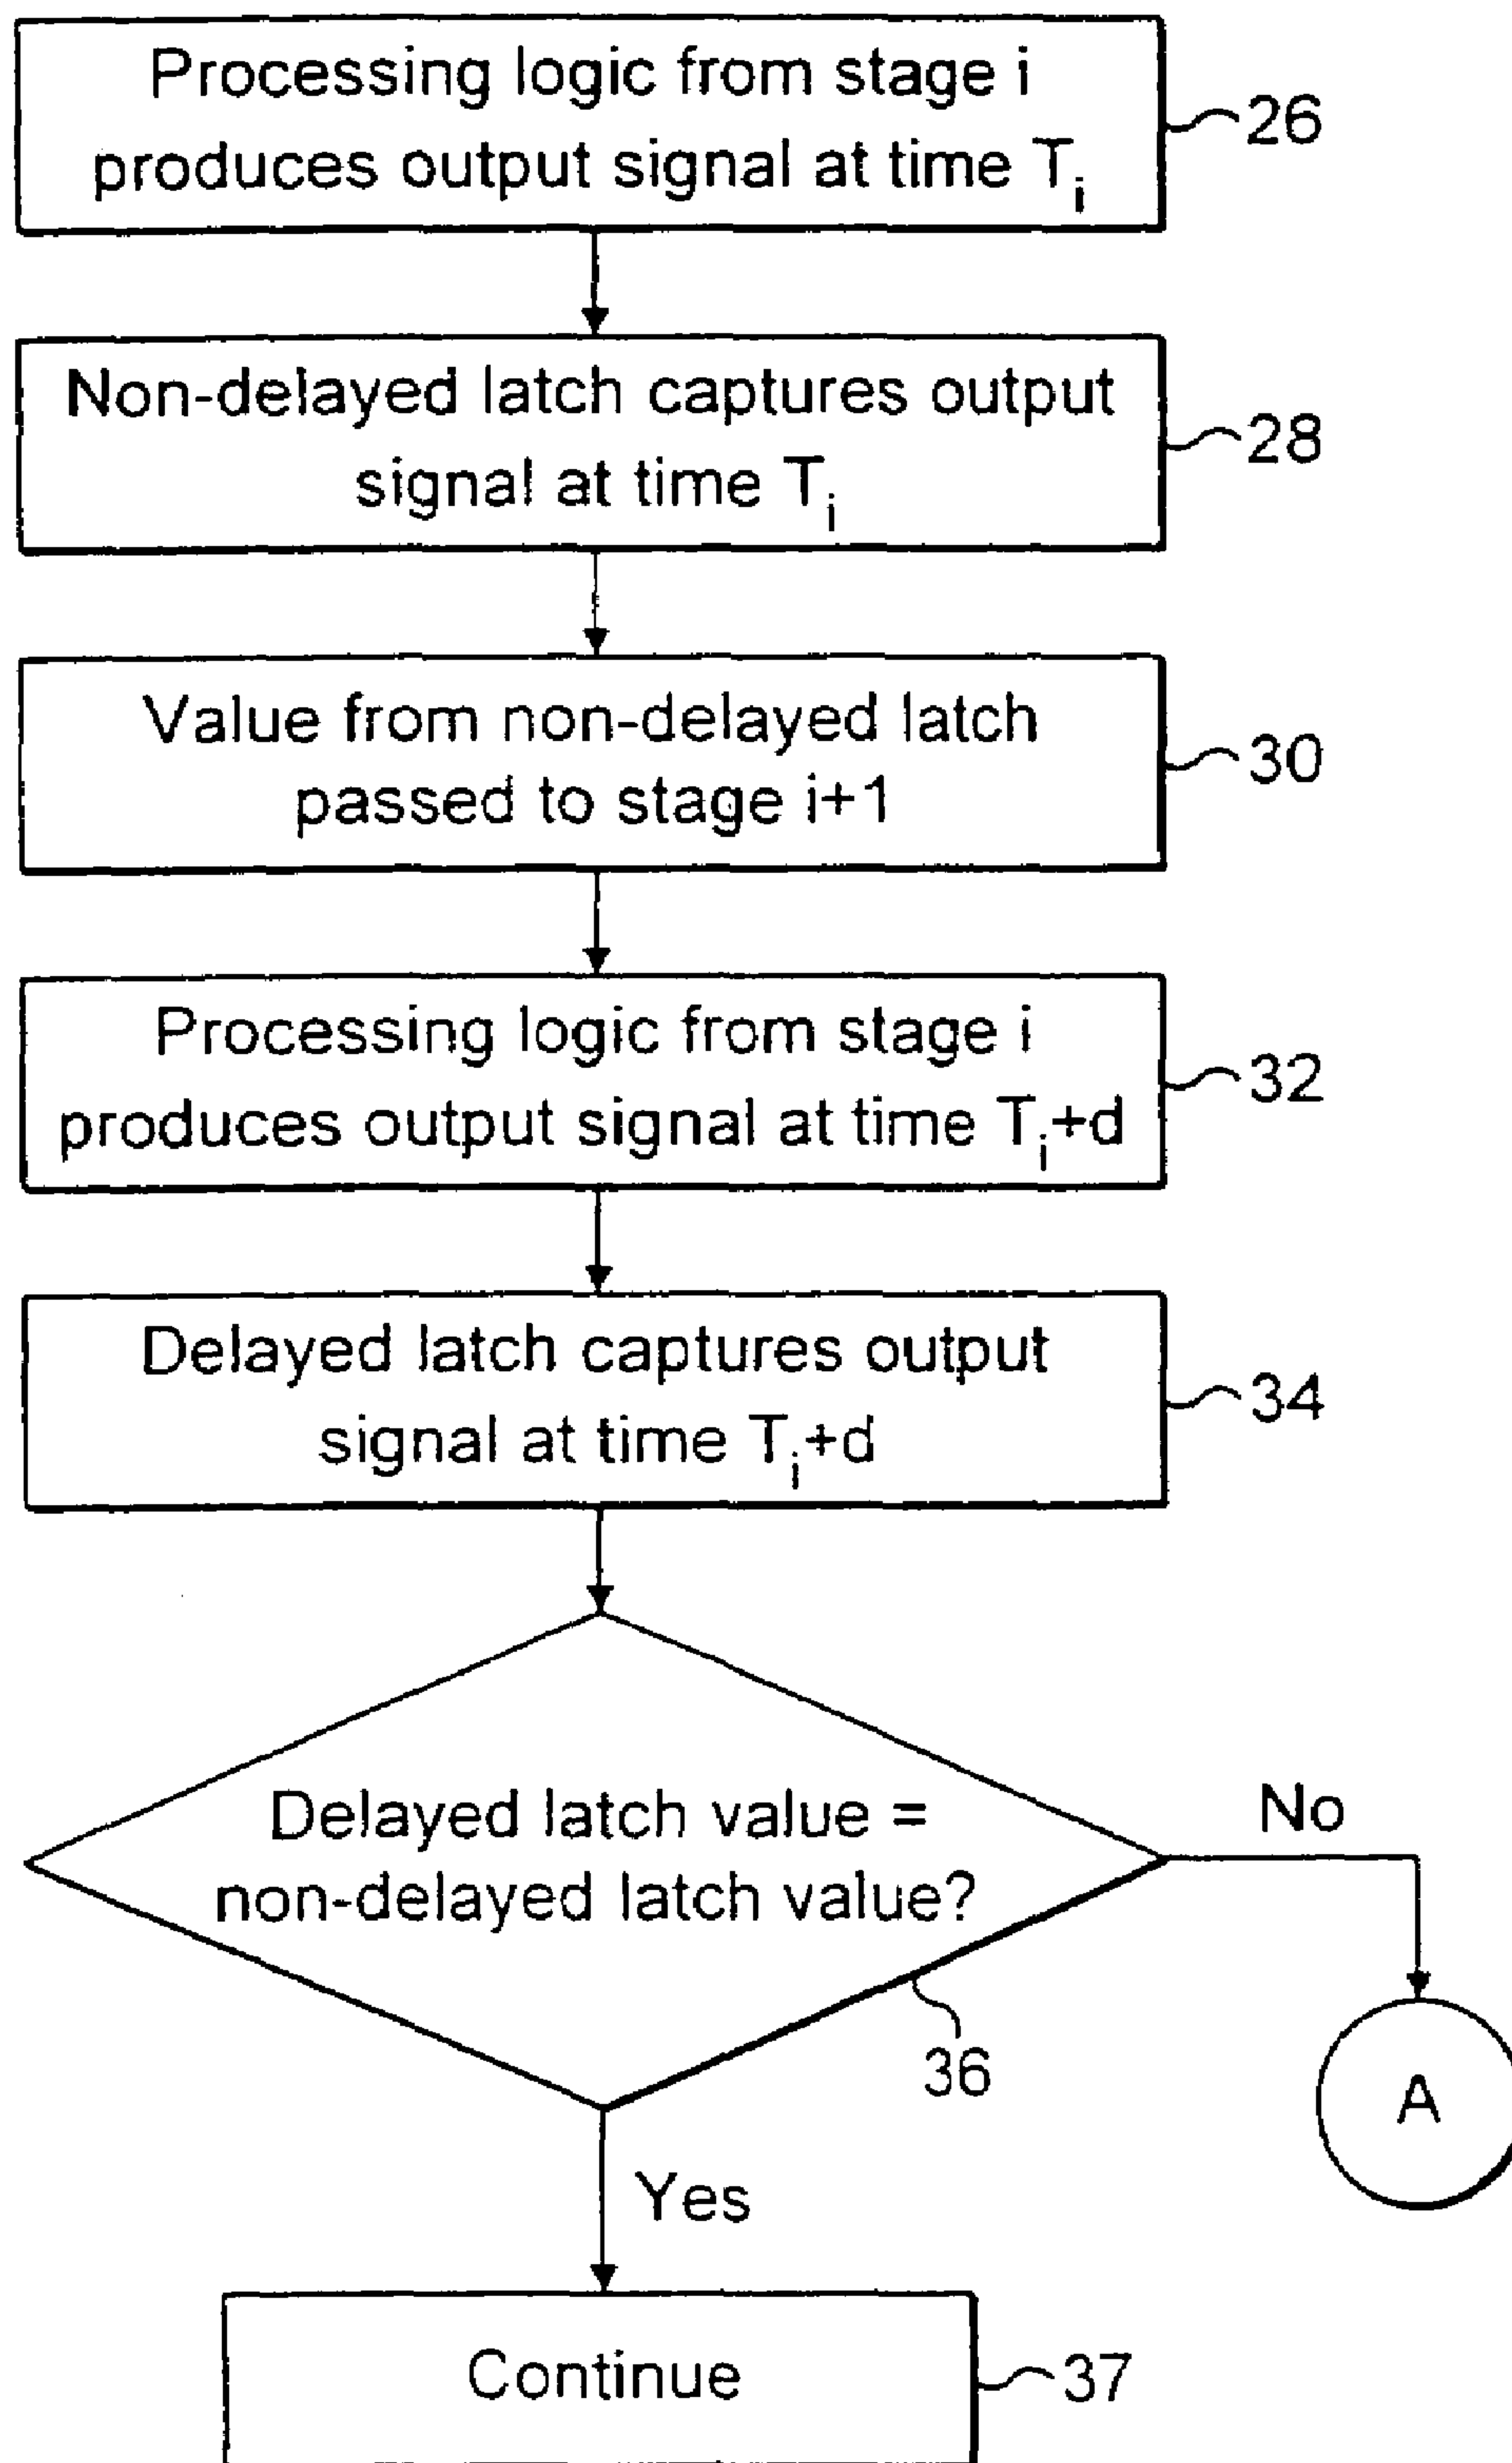 Processing logic from stage i
produces output signal at time Ti
26
Non-delayed latch captures output
signal at time Ti
28
Value from non-delayed latch
passed to stage i+1
30
Processing logic from stage i
produces output signal at time Ti+d
32
Delayed latch captures output
signal at time Ti+d
34
Delayed latch value =
non-delayed latch value?
No
36
A
Yes
Continue
37